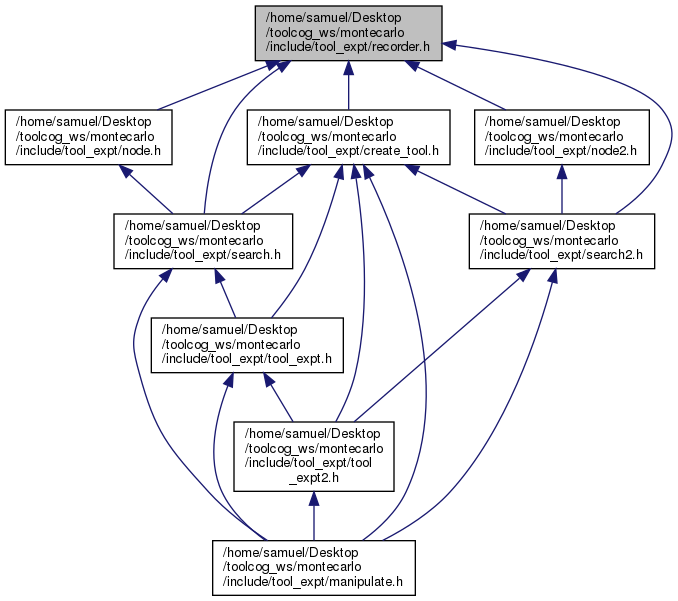 /home/samuel/Desktop
/toolcog_ws/montecarlo
/include/tool_expt/recorder.h
/home/samuel/Desktop
/toolcog_ws/montecarlo
/include/tool_expt/node.h
/home/samuel/Desktop
/toolcog_ws/montecarlo
/include/tool_expt/create_tool.h
/home/samuel/Desktop
/toolcog_ws/montecarlo
/include/tool_expt/node2.h
/home/samuel/Desktop
/toolcog_ws/montecarlo
/include/tool_expt/search.h
/home/samuel/Desktop
/toolcog_ws/montecarlo
/include/tool_expt/search2.h
/home/samuel/Desktop
/toolcog_ws/montecarlo
/include/tool_expt/tool_expt.h
/home/samuel/Desktop
/toolcog_ws/montecarlo
/include/tool_expt/tool
_expt2.h
/home/samuel/Desktop
/toolcog_ws/montecarlo
/include/tool_expt/manipulate.h